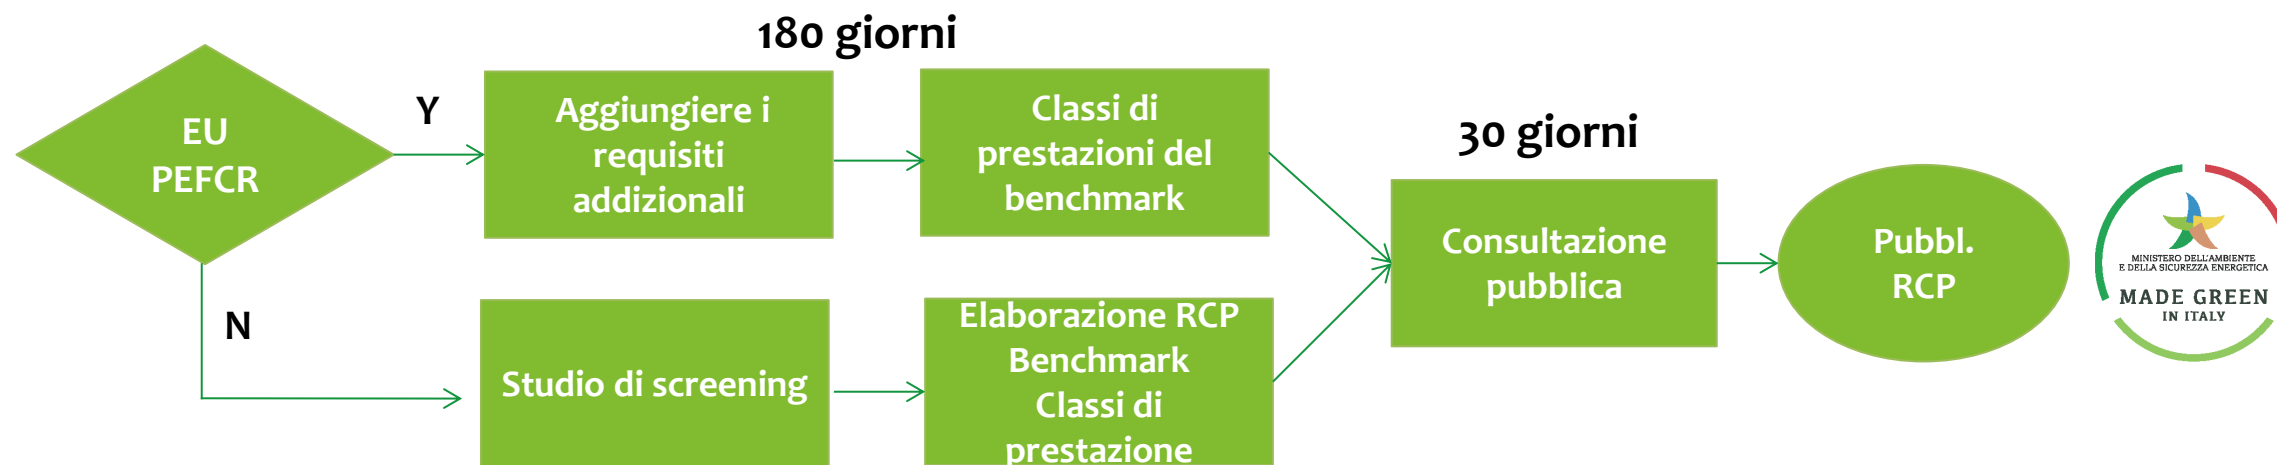 180 giorni
EU
PEFCR
Y
Aggiungiere i
requisiti
addizionali
Classi di
prestazioni del
benchmark
30 giorni
Consultazione
pubblica
Pubbl.
RCP
MINISTERO DELL'AMBIENTE
E DELLA SICUREZZA ENERGETICA
MADE GREEN
IN ITALY
N
Studio di screening
Elaborazione RCP
Benchmark
Classi di
prestazione